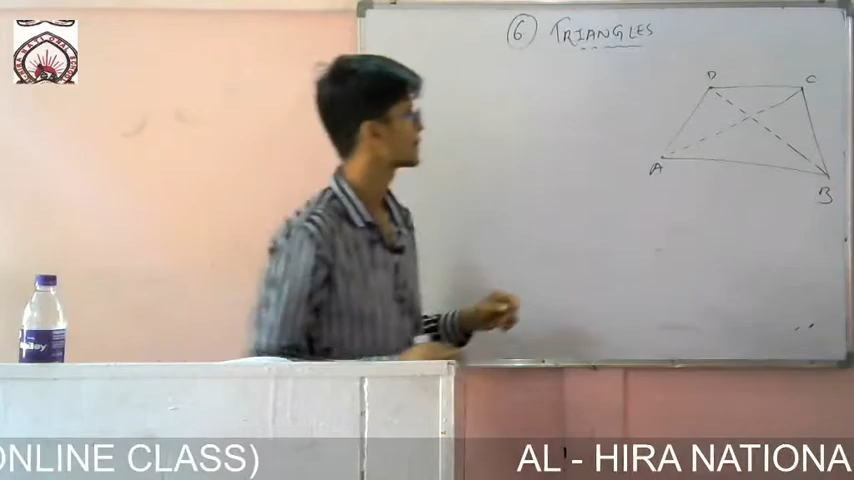 ⑥ TRIANGLES
D C
A
B
ONLINE CLASS)
AL - HIRA NATIONA